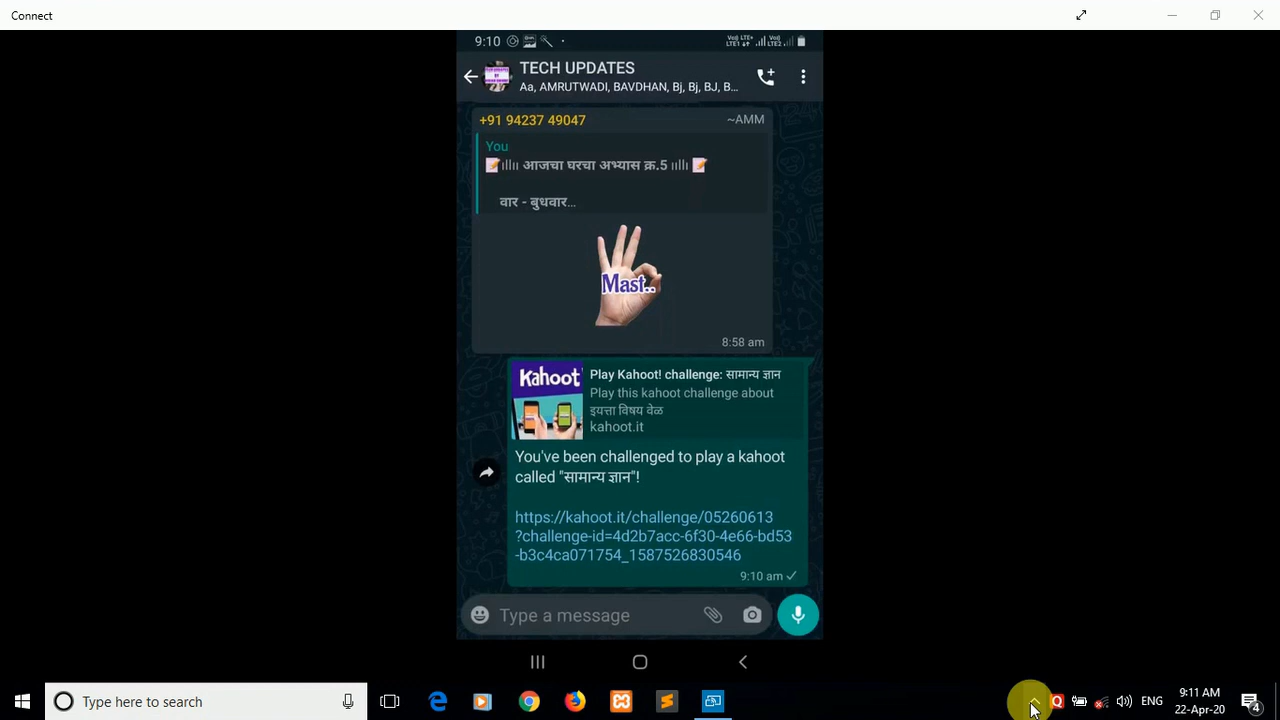 Connect
9:10
TECH UPDATES
Aa, AMRUTWADI, BAVDHAN, Bj, Bj, BJ, B...
+91 94237 49047 ~AMM
You
📝ıllıı आजचा घरचा अभ्यास क्र.5 ııllı 📝
वार - बुधवार...
Mast..
8:58 am
Kahoot!
Play Kahoot! challenge: सामान्य ज्ञान
Play this kahoot challenge about
इयत्ता विषय वेळ
kahoot.it
You've been challenged to play a kahoot
called "सामान्य ज्ञान"!
https://kahoot.it/challenge/05260613
?challenge-id=4d2b7acc-6f30-4e66-bd53
-b3c4ca071754_1587526830546
9:10 am
Type a message
Type here to search
ENG
9:11 AM
22-Apr-20
4